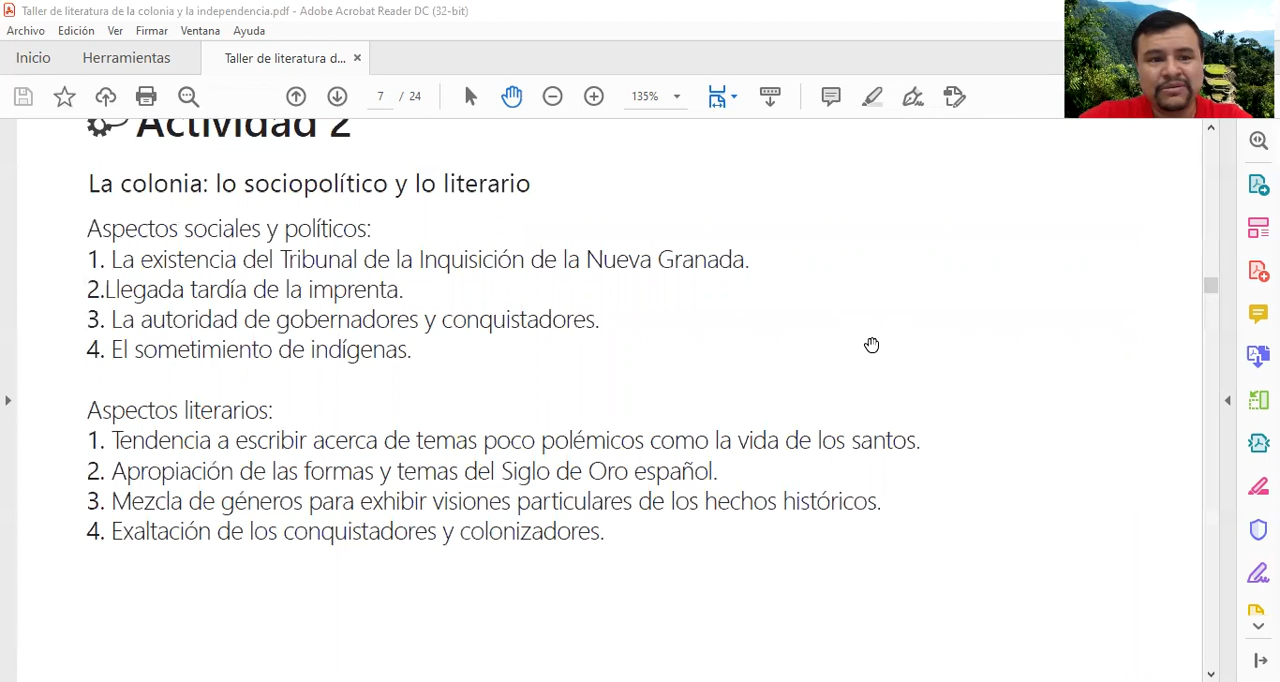 Taller de literatura de la colonia y la independencia.pdf - Adobe Acrobat Reader DC (32-bit)
Archivo Edición Ver Firmar Ventana Ayuda
Inicio Herramientas Taller de literatura d... ×
7 / 24 135%
Actividad 2
La colonia: lo sociopolítico y lo literario
Aspectos sociales y políticos:
1. La existencia del Tribunal de la Inquisición de la Nueva Granada.
2.Llegada tardía de la imprenta.
3. La autoridad de gobernadores y conquistadores.
4. El sometimiento de indígenas.
Aspectos literarios:
1. Tendencia a escribir acerca de temas poco polémicos como la vida de los santos.
2. Apropiación de las formas y temas del Siglo de Oro español.
3. Mezcla de géneros para exhibir visiones particulares de los hechos históricos.
4. Exaltación de los conquistadores y colonizadores.